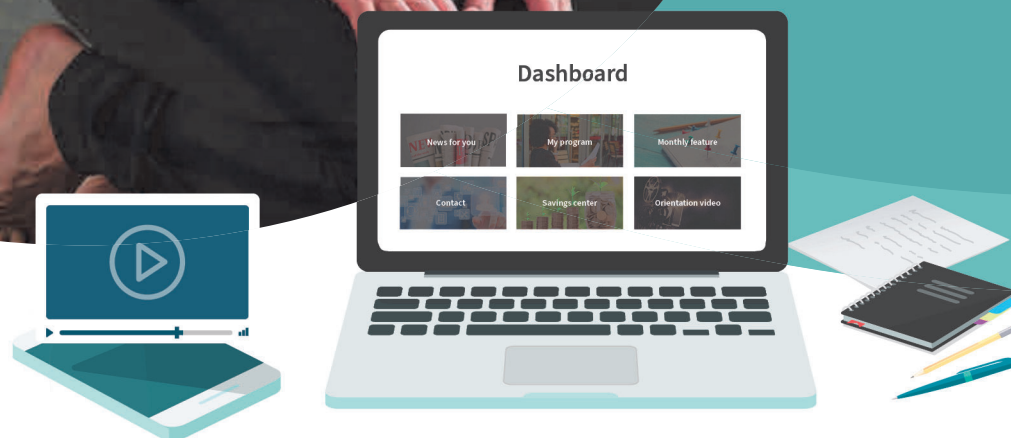 Dashboard
News for you
My program
Monthly feature
Contact
Savings center
Orientation video